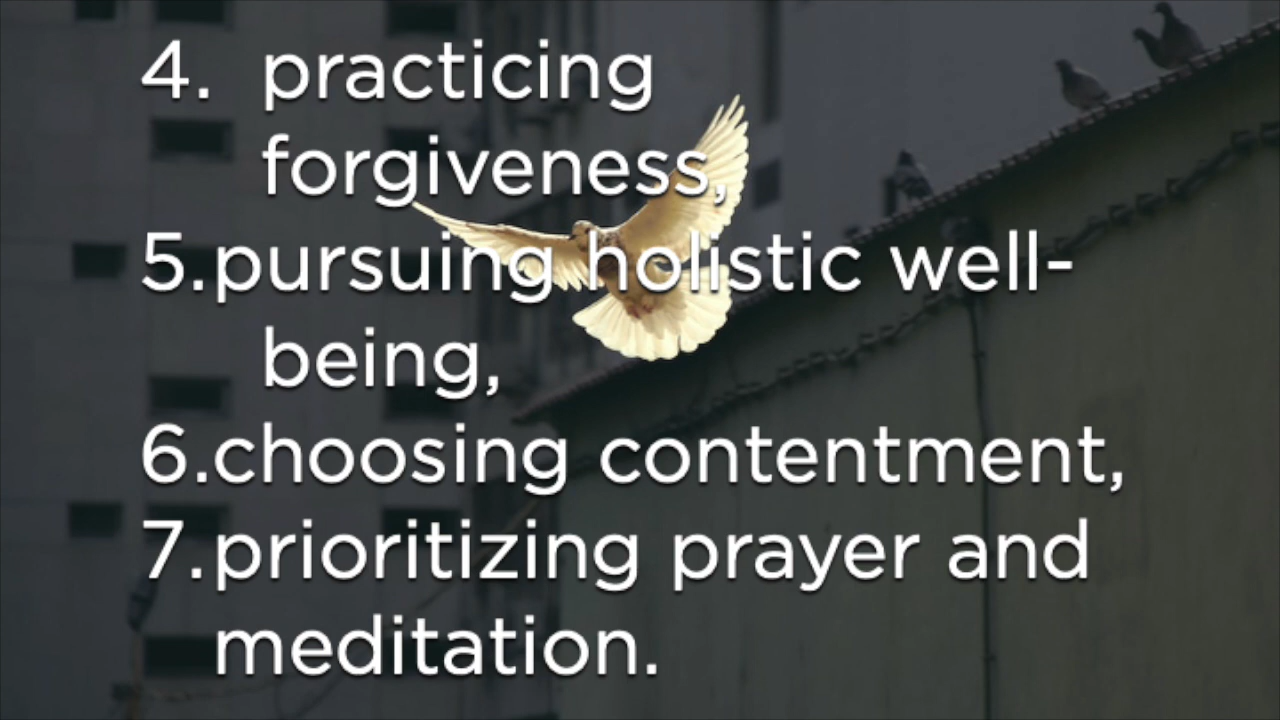 4. practicing
forgiveness,
5.pursuing holistic well-
being,
6.choosing contentment,
7.prioritizing prayer and
meditation.